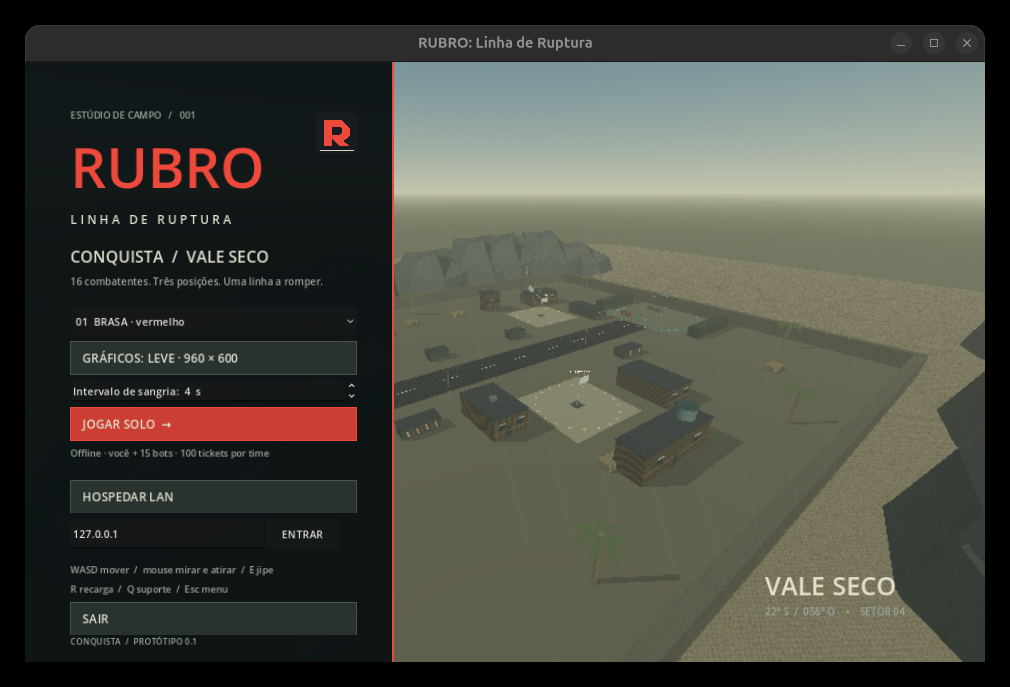 RUBRO: Linha de Ruptura
ESTÚDIO DE CAMPO / 001
R
RUBRO
LINHA DE RUPTURA
CONQUISTA / VALE SECO
16 combatentes. Três posições. Uma linha a romper.
01 BRASA · vermelho
GRÁFICOS: LEVE · 960 × 600
Intervalo de sangria: 4 s
JOGAR SOLO →
Offline · você + 15 bots · 100 tickets por time
HOSPEDAR LAN
127.0.0.1 ENTRAR
WASD mover / mouse mirar e atirar / E jipe
R recarga / Q suporte / Esc menu
SAIR
CONQUISTA / PROTÓTIPO 0.1
VALE SECO
22° S / 056° O • SETOR 04